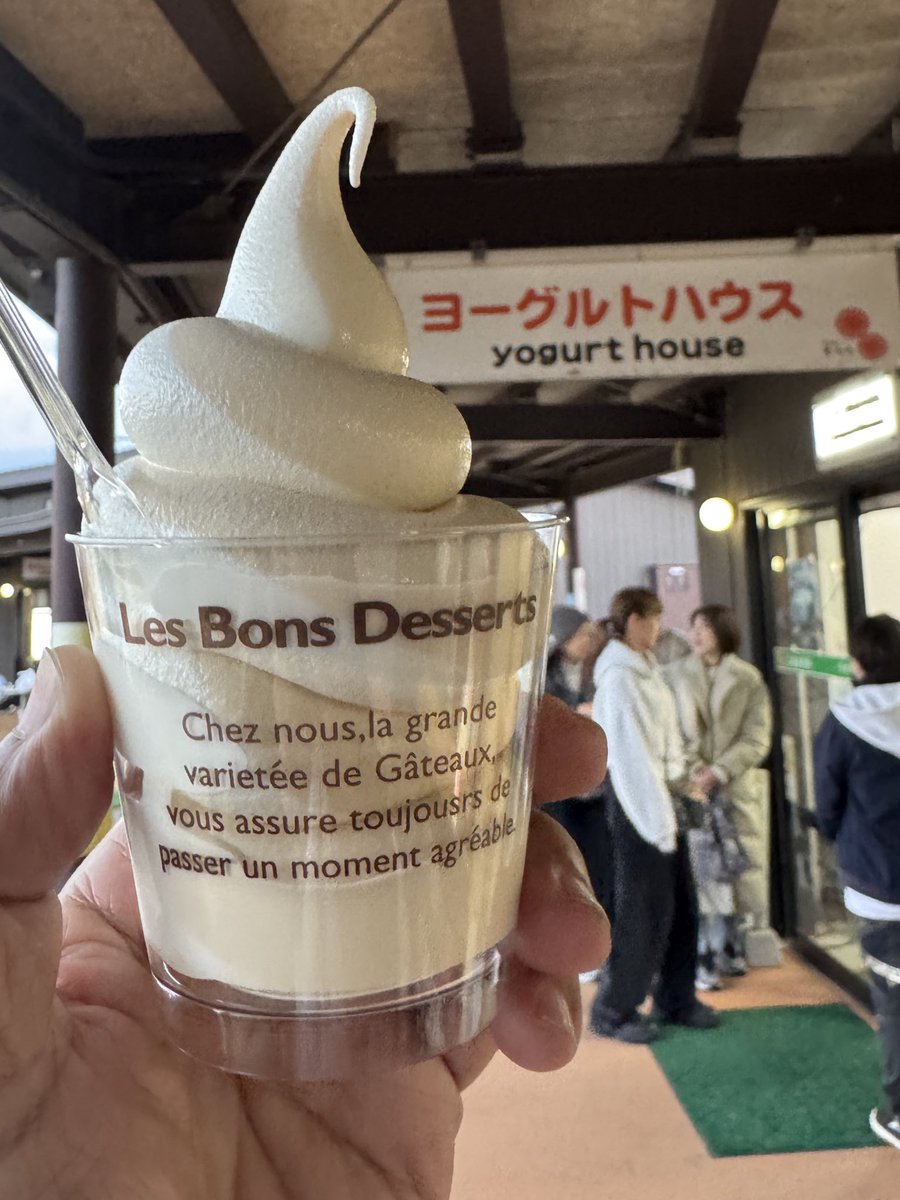 ヨーグルトハウス
yogurt house
Les Bons Desserts
Chez nous,la grande
varietée de Gâteaux,
vous assure toujousrs de
passer un moment agréable.